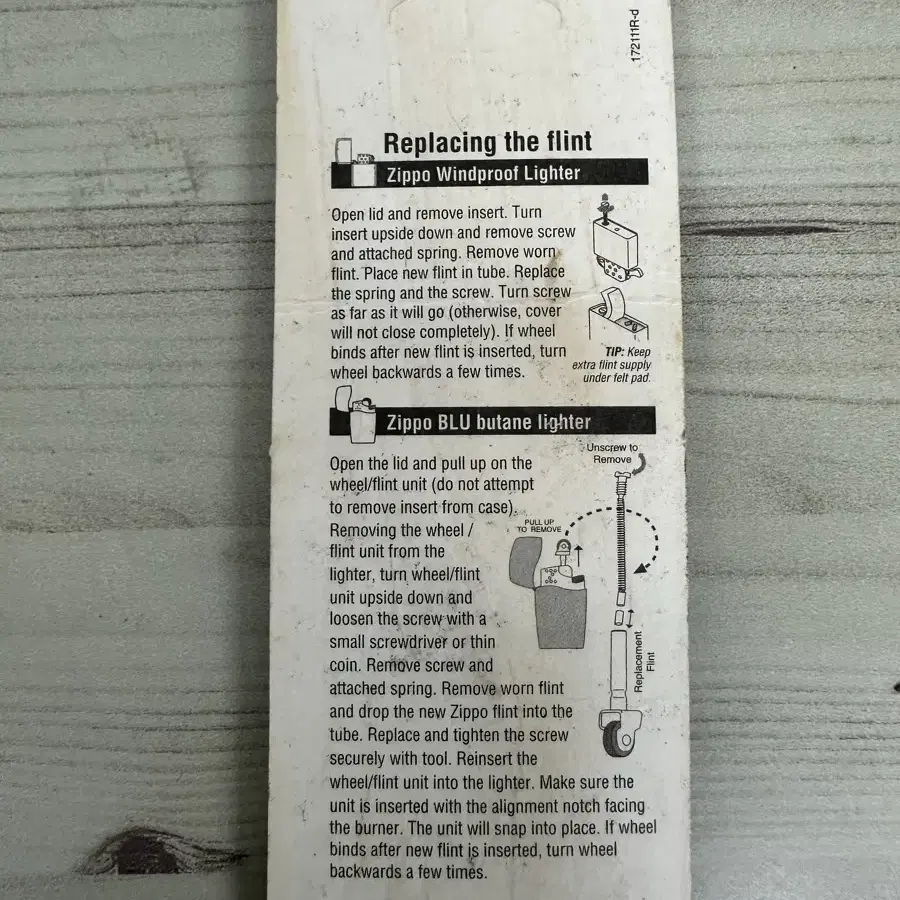 172111R-d
Replacing the flint
Zippo Windproof Lighter
Open lid and remove insert. Turn
insert upside down and remove screw
and attached spring. Remove worn
flint. Place new flint in tube. Replace
the spring and the screw. Turn screw
as far as it will go (otherwise, cover
will not close completely). If wheel
binds after new flint is inserted, turn
wheel backwards a few times.
TIP: Keep
extra flint supply
under felt pad.
Zippo BLU butane lighter
Open the lid and pull up on the
wheel/flint unit (do not attempt
to remove insert from case).
Removing the wheel /
flint unit from the
lighter, turn wheel/flint
unit upside down and
loosen the screw with a
small screwdriver or thin
coin. Remove screw and
attached spring. Remove worn flint
and drop the new Zippo flint into the
tube. Replace and tighten the screw
securely with tool. Reinsert the
wheel/flint unit into the lighter. Make sure the
unit is inserted with the alignment notch facing
the burner. The unit will snap into place. If wheel
binds after new flint is inserted, turn wheel
backwards a few times.
Unscrew to
Remove
PULL UP
TO REMOVE
Replacement
Flint